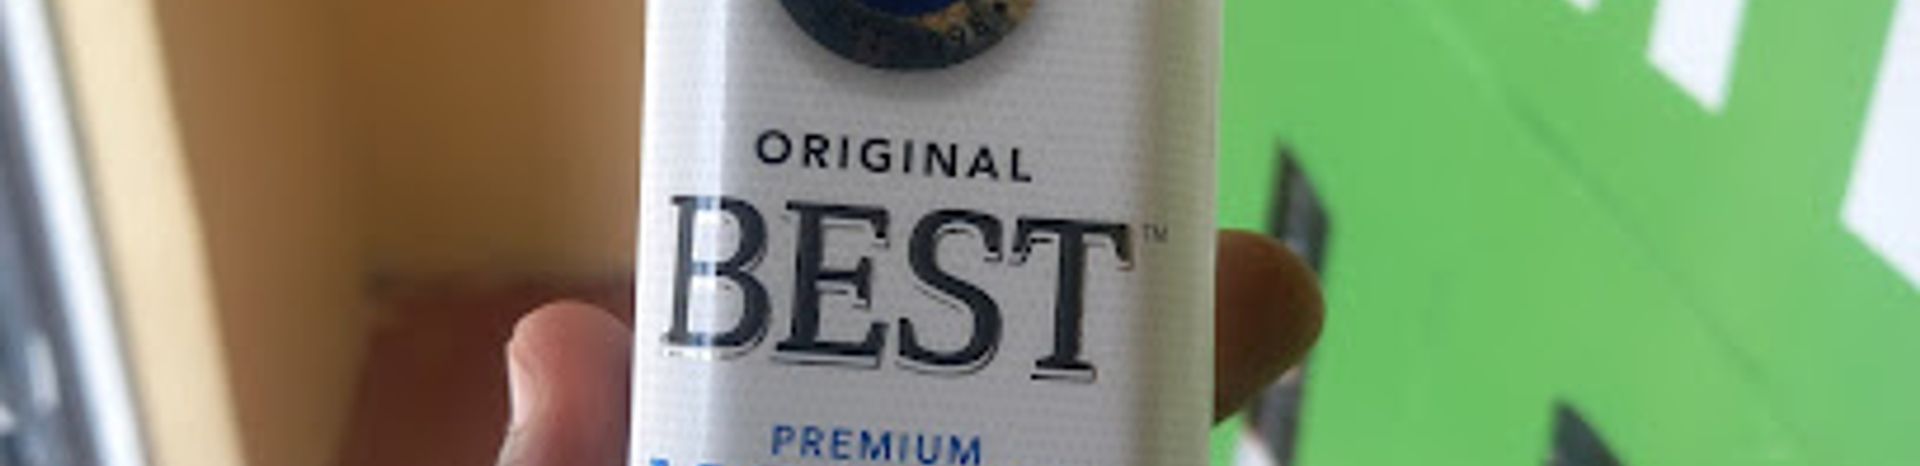 ORIGINAL
BEST™
PREMIUM